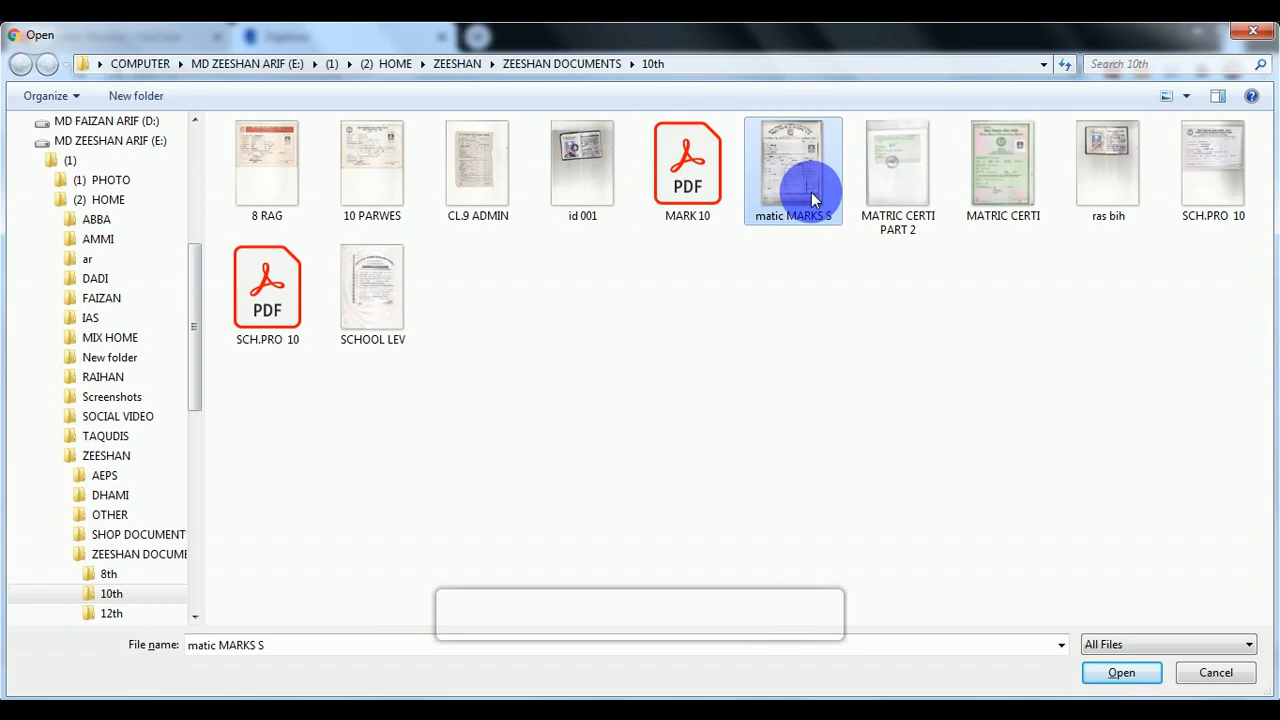 Open
COMPUTER MD ZEESHAN ARIF (E:) (1) (2) HOME ZEESHAN ZEESHAN DOCUMENTS 10th
Search 10th
Organize New folder
MD FAIZAN ARIF (D:)
MD ZEESHAN ARIF (E:)
(1)
(1) PHOTO
(2) HOME
ABBA
AMMI
ar
DADI
FAIZAN
IAS
MIX HOME
New folder
RAIHAN
Screenshots
SOCIAL VIDEO
TAQUDIS
ZEESHAN
AEPS
DHAMI
OTHER
SHOP DOCUMENTS
ZEESHAN DOCUME
8th
10th
12th
8 RAG
10 PARWES
CL.9 ADMIN
id 001
PDF
MARK 10
matic MARKS S
MATRIC CERTI
PART 2
MATRIC CERTI
ras bih
SCH.PRO 10
PDF
SCH.PRO 10
SCHOOL LEV
File name: matic MARKS S
All Files
Open Cancel